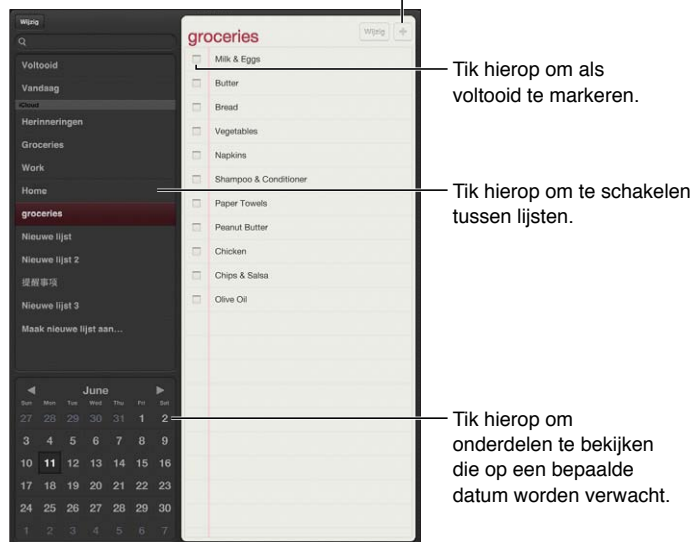 Wijzig
Voltooid
Vandaag
iCloud
Herinneringen
Groceries
Work
Home
groceries
Nieuwe lijst
Nieuwe lijst 2
提醒事项
Nieuwe lijst 3
Maak nieuwe lijst aan...
June
Sun Mon Tue Wed Thu Fri Sat
27 28 29 30 31 1 2
3 4 5 6 7 8 9
10 11 12 13 14 15 16
17 18 19 20 21 22 23
24 25 26 27 28 29 30
1 2 3 4 5 6 7
groceries
Wijzig +
Milk & Eggs
Butter
Bread
Vegetables
Napkins
Shampoo & Conditioner
Paper Towels
Peanut Butter
Chicken
Chips & Salsa
Olive Oil
Tik hierop om als
voltooid te markeren.
Tik hierop om te schakelen
tussen lijsten.
Tik hierop om
onderdelen te bekijken
die op een bepaalde
datum worden verwacht.